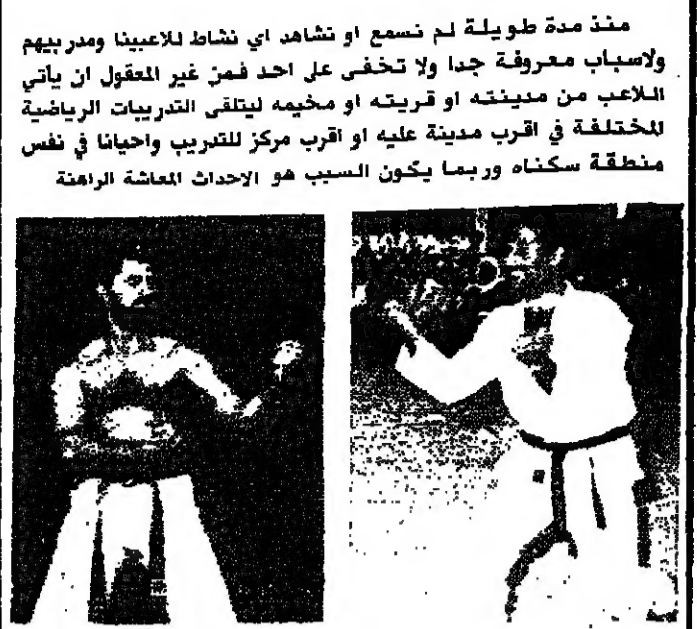 منذ مدة طويلة لم نسمع او نشاهد اي نشاط للاعبينا ومدربيهم
ولاسباب معروفة جدا ولا تخفى على احد فمن غير المعقول ان يأتي
اللاعب من مدينته او قريته او مخيمه ليتلقى التدريبات الرياضية
المختلفة في اقرب مدينة عليه او اقرب مركز للتدريب واحيانا في نفس
منطقة سكناه وربما يكون السبب هو الاحداث المعاشة الراهنة